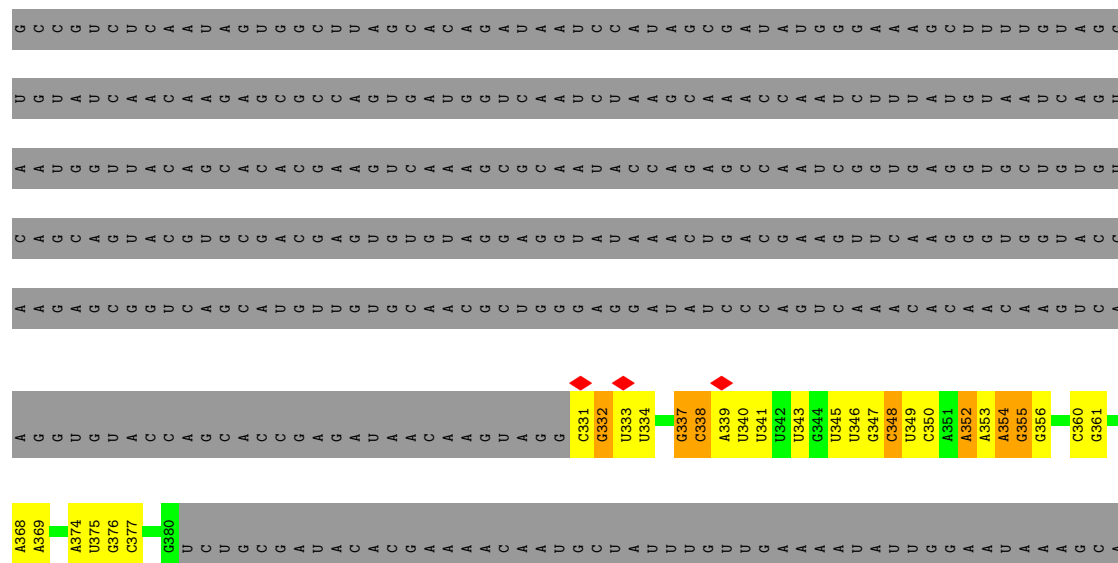 G C C G U C U C A A U A G U G G C U U A G C A C A G A U A A U C C A U A G C G A U A U G G G A A A G C U U U U G U A G
U G U A U C A A C A A G A G C G C C A G U G A U G G U C A A U C U A A G C A A A C C A A U C U U U A U G U A A U C A G U
A A U G G U U A C A G C A C A C G A A G U C A A A G C G C A A U A C C A G A G C C A A U C G G U G A G G U G C U G U G U
C A G C A G U A C G U G C G A C G A G U G U G U A G G A G G U A U A A A C U G A C G A A G U U C A A G G G U G G U A C C
A A G A G C G G U C A G C A U G U U G U G C A A C G C U G G G A G G A U A U C C C A G U C A A A C A C A A C A A G U C A
A G G U G U A C C A G C A C C G A G A U A A C A A G U A G G C331 G332 U333 U334 G337 C338 A339 U340 U341 U342 U343 G344 U345 U346 G347 C348 U349 C350 A351 A352 A353 A354 G355 G356 C360 G361
A368 A369 A374 U375 G376 C377 G380 U C U G C G A U A C A C G A A A A C A A U G C U A U U U G U U G A A A A U A U U G G A A U A A A G C A